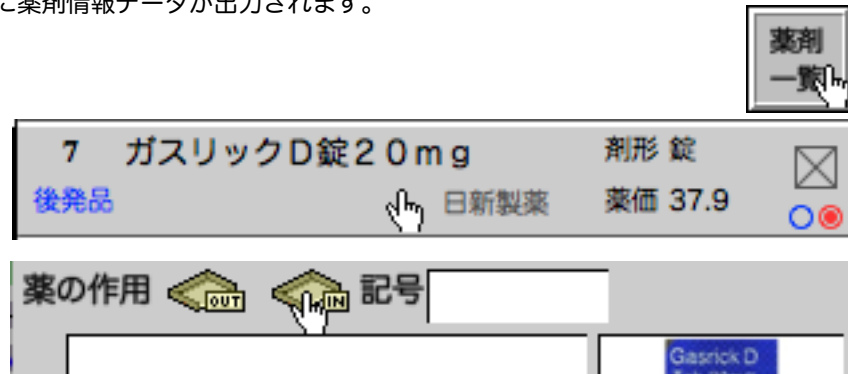 に薬剤情報データが出力されます。
薬剤
一覧
7 ガスリックD錠20mg 剤形 錠
後発品 日新製薬 薬価 37.9
薬の作用 OUT IN 記号
Gasrick D